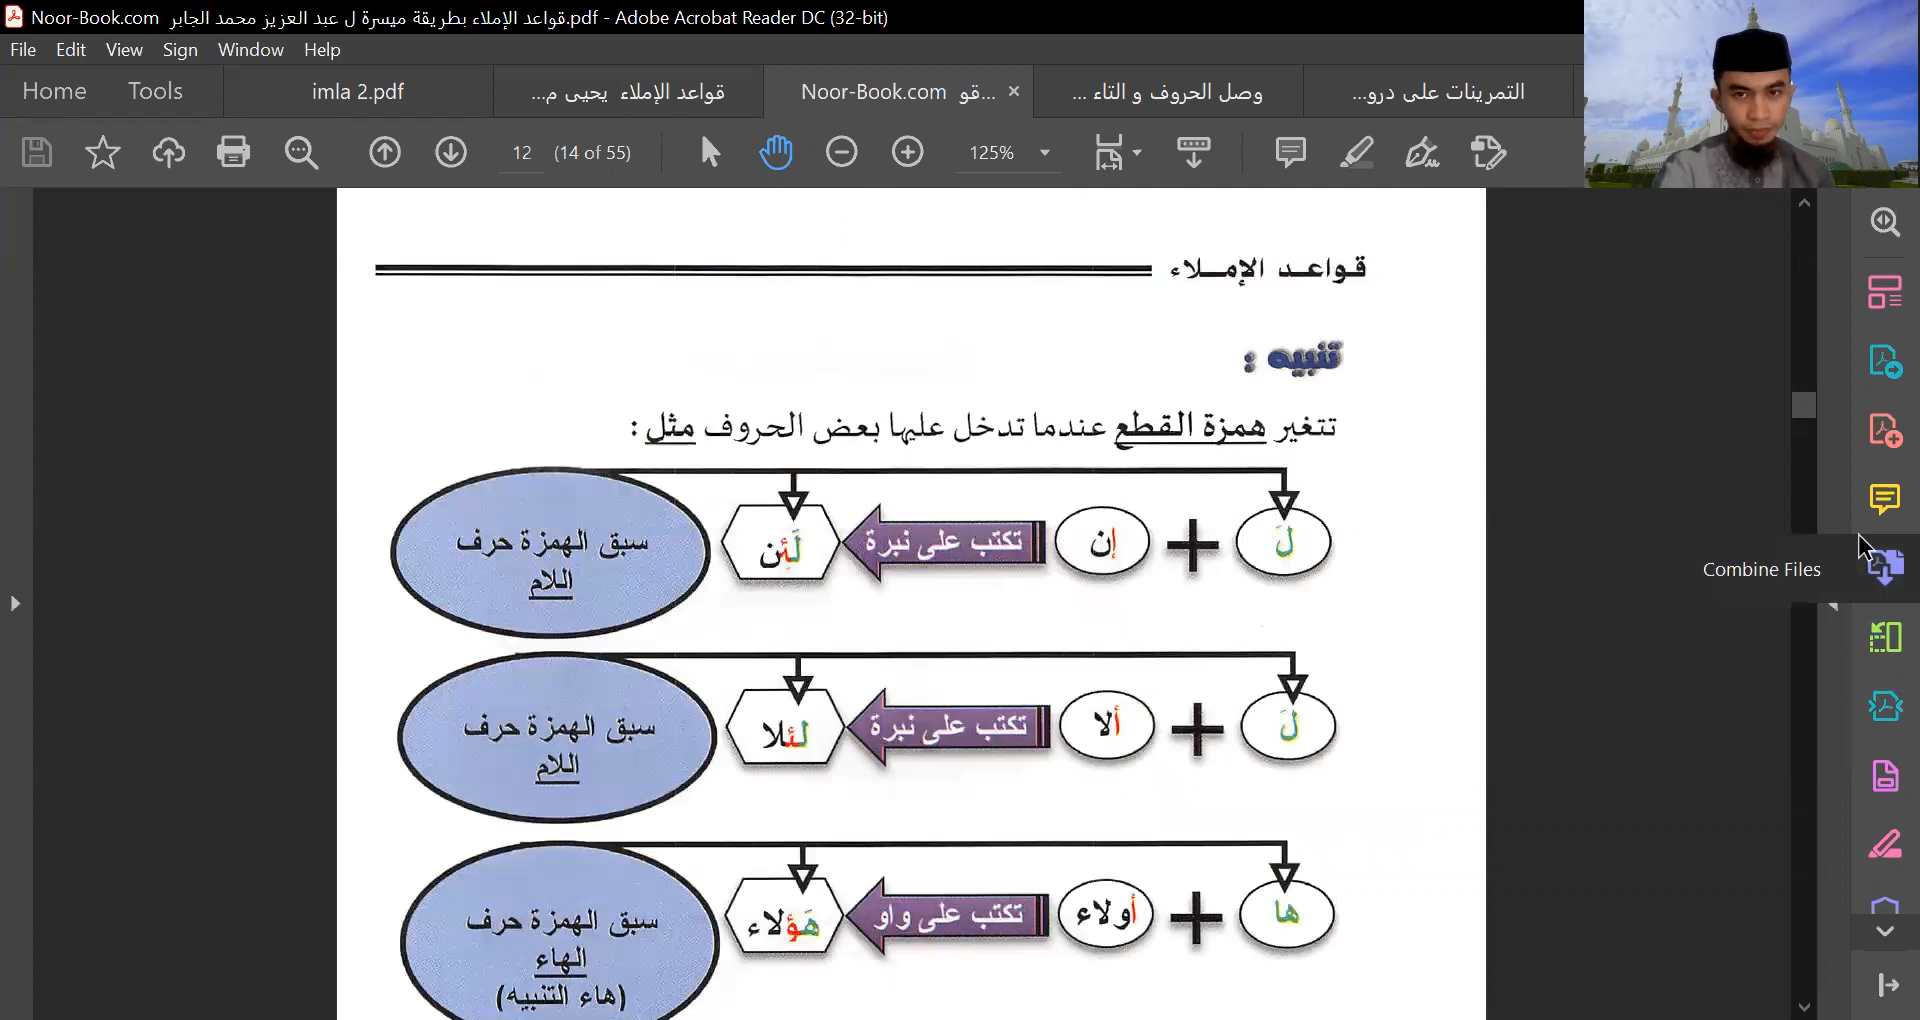 Noor-Book.com قواعد الإملاء بطريقة ميسرة ل عبد العزيز محمد الجابر.pdf - Adobe Acrobat Reader DC (32-bit)
File Edit View Sign Window Help
Home Tools imla 2.pdf قواعد الإملاء يحيى م... Noor-Book.com قو... × وصل الحروف و التاء ... التمرينات على درو...
12 (14 of 55) 125%
قواعد الإملاء
تنبيه :
تتغير همزة القطع عندما تدخل عليها بعض الحروف مثل :
لَ + إن تكتب على نبرة لَئِن سبق الهمزة حرف
اللام
لَ + ألا تكتب على نبرة لئلا سبق الهمزة حرف
اللام
ها + أولاء تكتب على واو هَؤلاء سبق الهمزة حرف
الهاء
(هاء التنبيه)
Combine Files